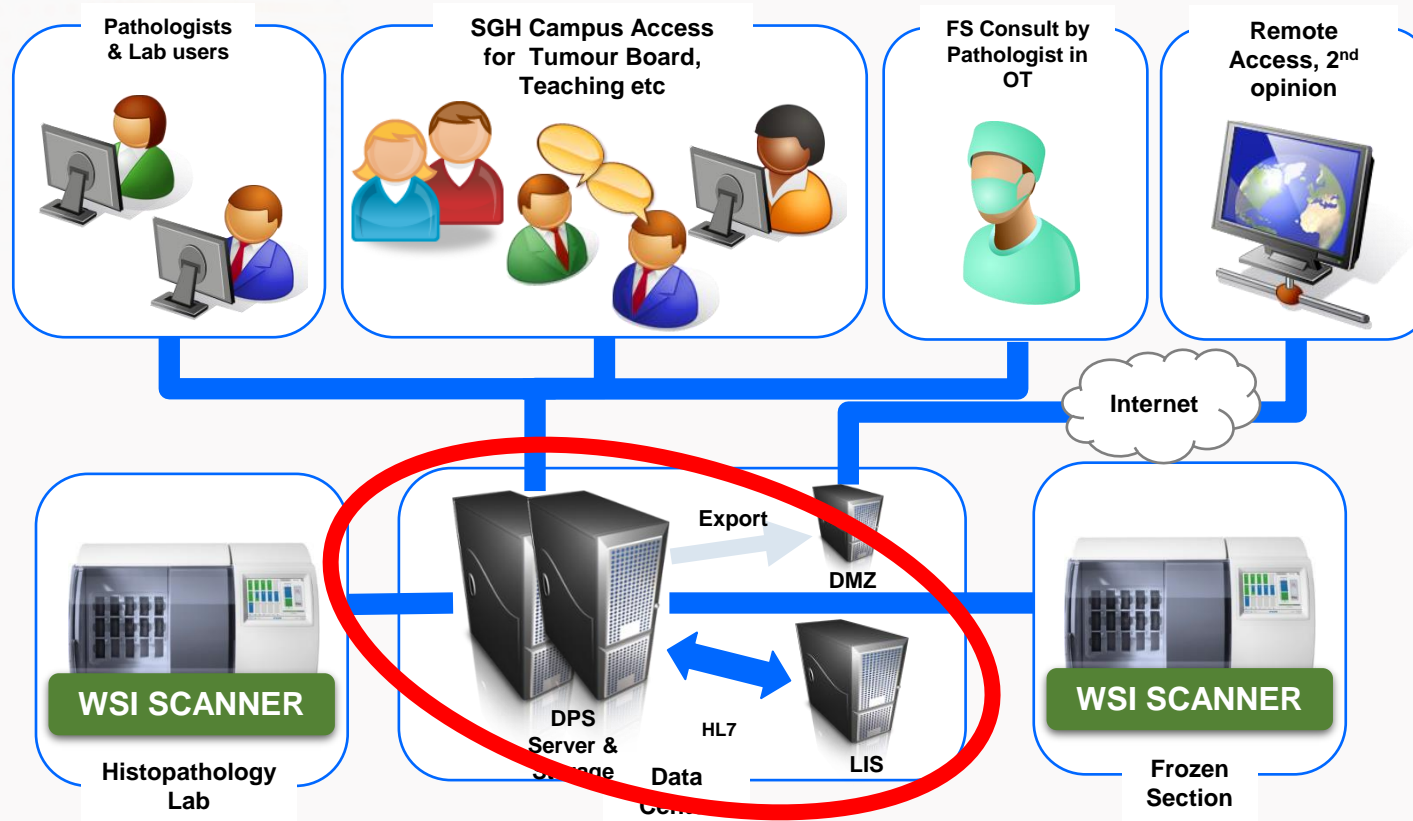 Pathologists
& Lab users
SGH Campus Access
for Tumour Board,
Teaching etc
FS Consult by
Pathologist in
OT
Remote
Access, 2nd
opinion
Internet
Export
DMZ
WSI SCANNER
Histopathology
Lab
DPS
Server &
Storage
HL7
LIS
Data
WSI SCANNER
Frozen
Section